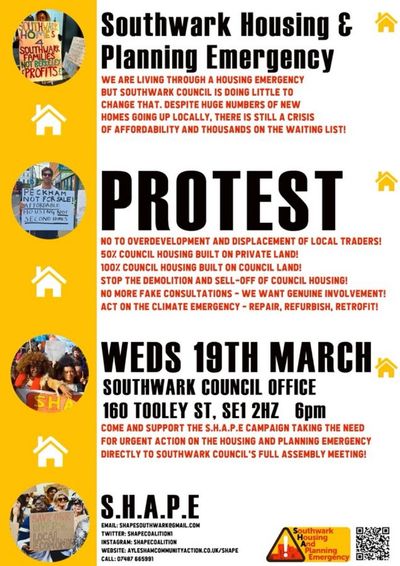 SOUTHWARK
HOMES
SOUTHWARK
FAMILIES
NOT
PROFITS!
Southwark Housing &
Planning Emergency
WE ARE LIVING THROUGH A HOUSING EMERGENCY
BUT SOUTHWARK COUNCIL IS DOING LITTLE TO
CHANGE THAT. DESPITE HUGE NUMBERS OF NEW
HOMES GOING UP LOCALLY, THERE IS STILL A CRISIS
OF AFFORDABILITY AND THOUSANDS ON THE WAITING LIST!
PECKHAM
NOT FOR SALE!
AFFORDABLE
HOUSING NOT
SECOND HOMES
PROTEST
NO TO OVERDEVELOPMENT AND DISPLACEMENT OF LOCAL TRADERS!
50% COUNCIL HOUSING BUILT ON PRIVATE LAND!
100% COUNCIL HOUSING BUILT ON COUNCIL LAND!
STOP THE DEMOLITION AND SELL-OFF OF COUNCIL HOUSING!
NO MORE FAKE CONSULTATIONS - WE WANT GENUINE INVOLVEMENT!
ACT ON THE CLIMATE EMERGENCY - REPAIR, REFURBISH, RETROFIT!
SHA
WEDS 19TH MARCH
SOUTHWARK COUNCIL OFFICE
160 TOOLEY ST, SE1 2HZ 6pm
COME AND SUPPORT THE S.H.A.P.E CAMPAIGN TAKING THE NEED
FOR URGENT ACTION ON THE HOUSING AND PLANNING EMERGENCY
DIRECTLY TO SOUTHWARK COUNCIL'S FULL ASSEMBLY MEETING!
S.H.A.P.E
EMAIL: SHAPESOUTHWARK@GMAIL.COM
TWITTER: SHAPECOALITION1
INSTAGRAM: SHAPECOALITION
WEBSITE: AYLESHAMCOMMUNITYACTION.CO.UK/SHAPE
CALL: 07487 665991
Southwark
Housing
And
Planning
Emergency